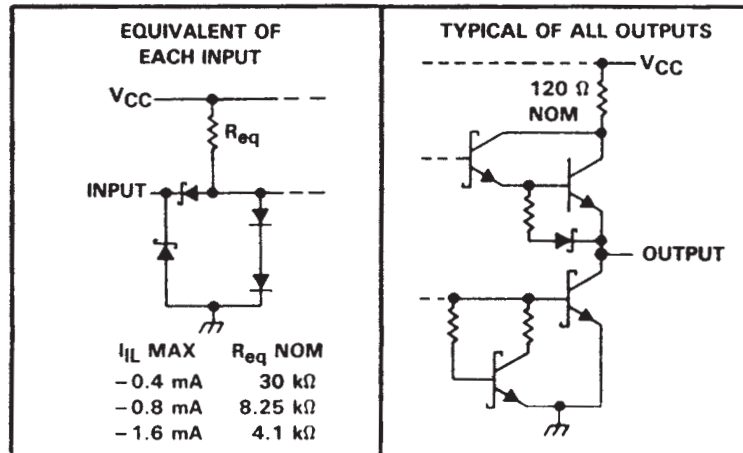 EQUIVALENT OF
EACH INPUT
VCC
Req
INPUT
IIL MAX Req NOM
-0.4 mA 30 kΩ
-0.8 mA 8.25 kΩ
-1.6 mA 4.1 kΩ
TYPICAL OF ALL OUTPUTS
VCC
120 Ω
NOM
OUTPUT